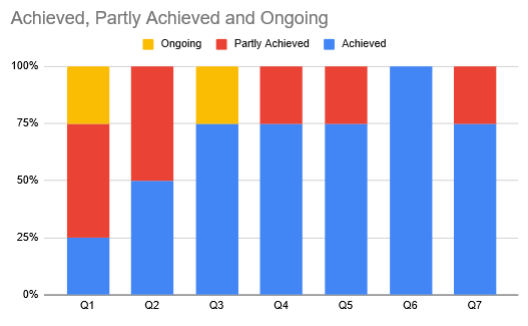 Achieved, Partly Achieved and Ongoing
Ongoing Partly Achieved Achieved
100%
75%
50%
25%
0%
Q1 Q2 Q3 Q4 Q5 Q6 Q7